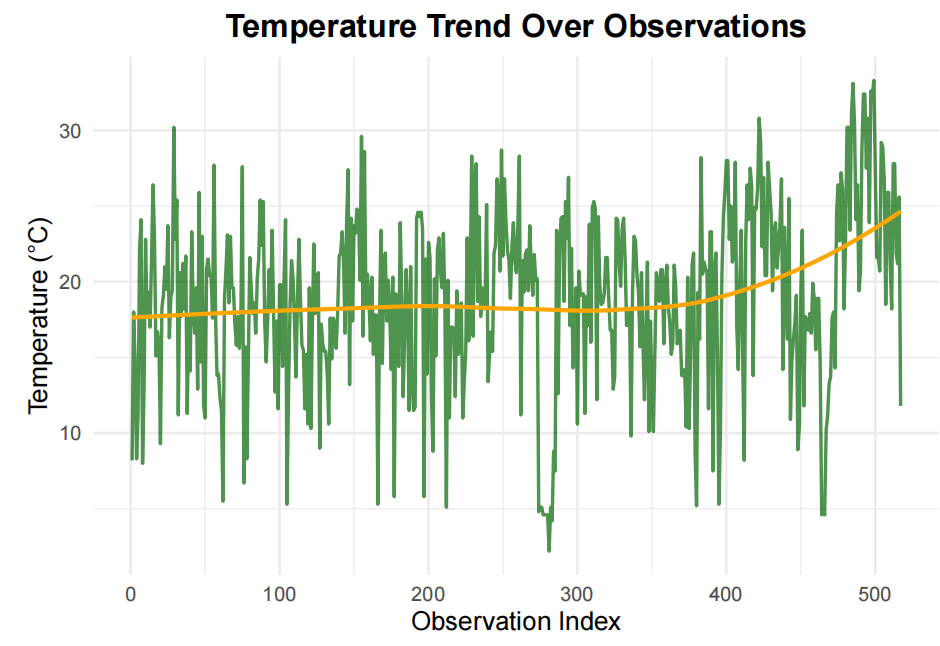 Temperature Trend Over Observations
Temperature (°C)
30
20
10
0 100 200 300 400 500
Observation Index